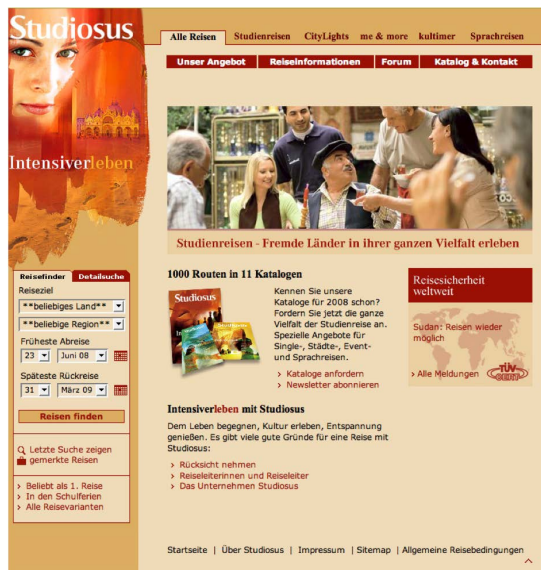 Studiosus
Intensiverleben
Alle Reisen Studienreisen CityLights me & more kultimer Sprachreisen
Unser Angebot Reiseinformationen Forum Katalog & Kontakt
Studienreisen - Fremde Länder in ihrer ganzen Vielfalt erleben
Reisefinder Detailsuche
Reiseziel
**beliebiges Land**
**beliebige Region**
Früheste Abreise
23 Juni 08
Späteste Rückreise
31 März 09
Reisen finden
Letzte Suche zeigen
gemerkte Reisen
> Beliebt als 1. Reise
> In den Schulferien
> Alle Reisevarianten
1000 Routen in 11 Katalogen
Studiosus
Kennen Sie unsere
Kataloge für 2008 schon?
Fordern Sie jetzt die ganze
Vielfalt der Studienreise an.
Spezielle Angebote für
Single-, Städte-, Event-
und Sprachreisen.
> Kataloge anfordern
> Newsletter abonnieren
Intensiverleben mit Studiosus
Dem Leben begegnen, Kultur erleben, Entspannung
genießen. Es gibt viele gute Gründe für eine Reise mit
Studiosus:
> Rücksicht nehmen
> Reiseleiterinnen und Reiseleiter
> Das Unternehmen Studiosus
Reisesicherheit
weltweit
Sudan: Reisen wieder
möglich
> Alle Meldungen
TÜV
CERT
Startseite | Über Studiosus | Impressum | Sitemap | Allgemeine Reisebedingungen